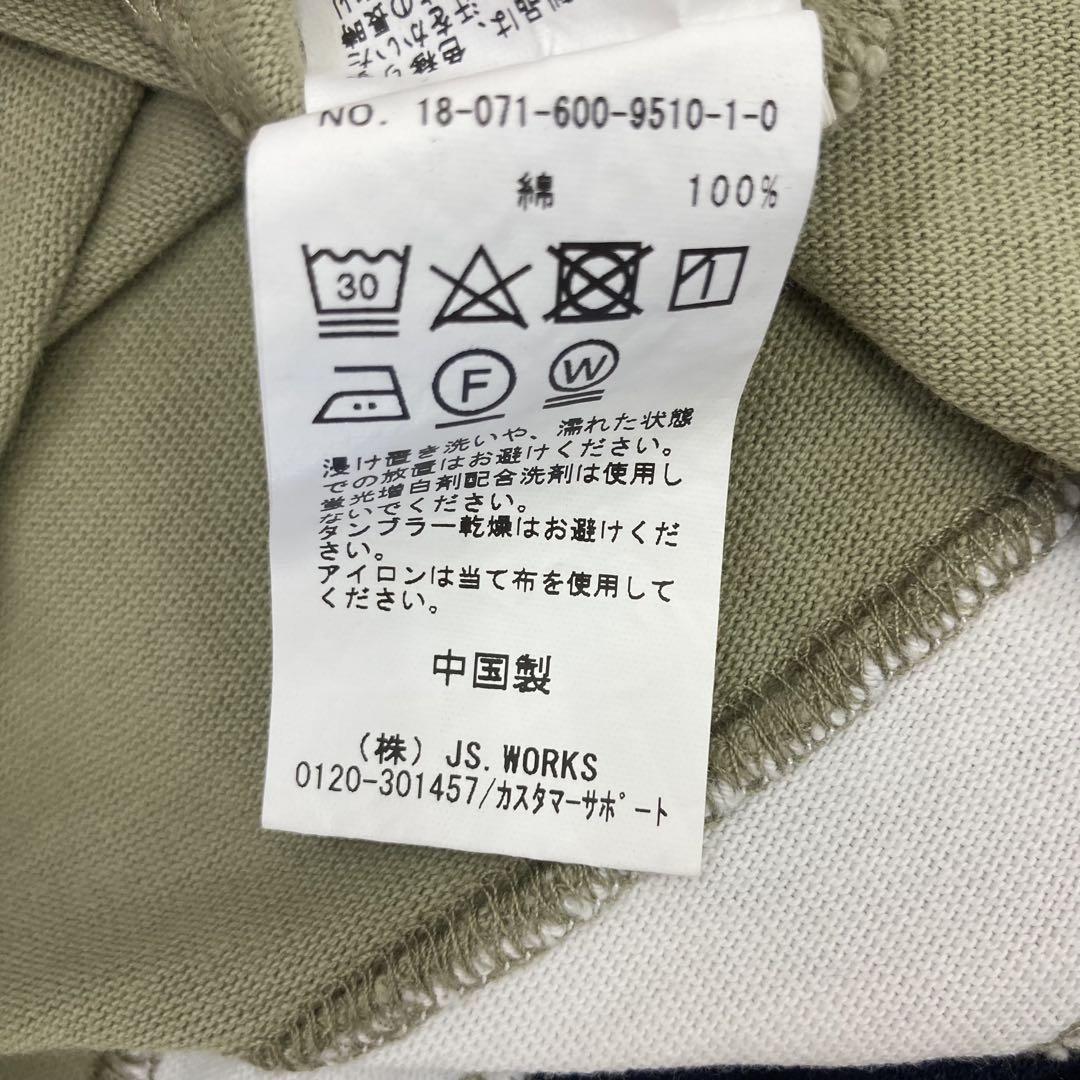 色移り
NO. 18-071-600-9510-1-0
綿 100%
30
F
W
浸け置き洗いや、濡れた状態
での放置はお避けください。
蛍光増白剤配合洗剤は使用し
ないでください。
タンブラー乾燥はお避けくだ
さい。
アイロンは当て布を使用して
ください。
中国製
(株) JS. WORKS
0120-301457/カスタマーサポート